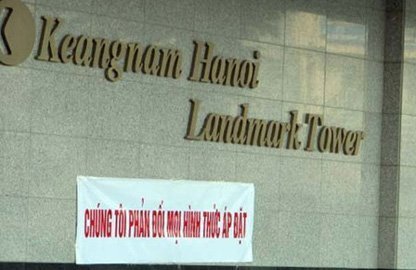 Keangnam Hanoi
Landmark Tower
CHÚNG TÔI PHẢN ĐỐI MỌI HÌNH THỨC ÁP ĐẶT